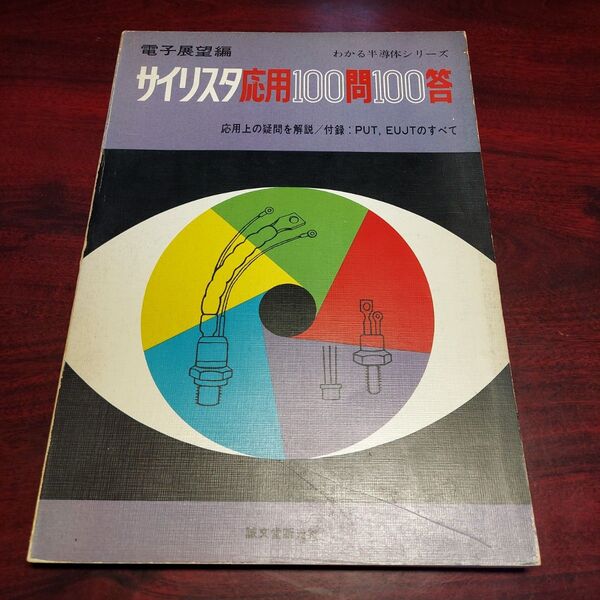 電子展望編
わかる半導体シリーズ
サイリスタ応用100問100答
応用上の疑問を解説/付録:PUT, EUJTのすべて
誠文堂新光社